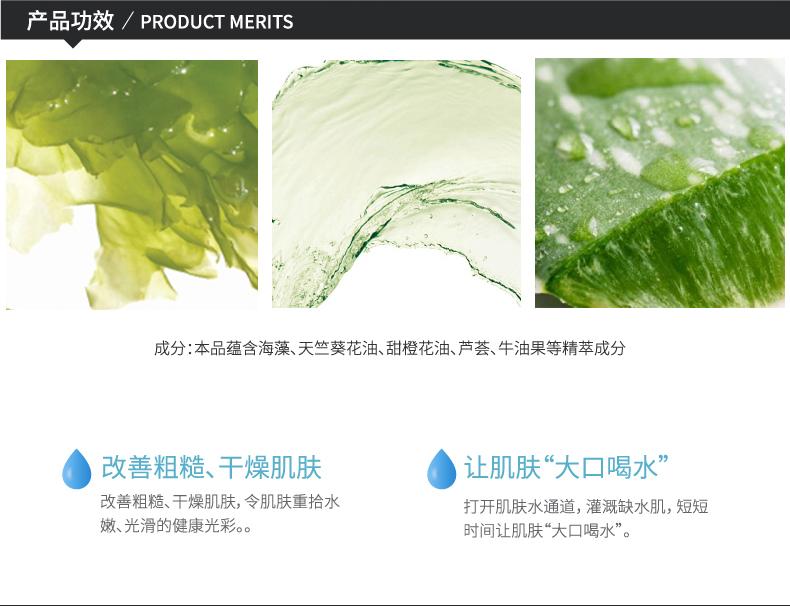 产品功效 / PRODUCT MERITS
成分：本品蕴含海藻、天竺葵花油、甜橙花油、芦荟、牛油果等精萃成分
改善粗糙、干燥肌肤
改善粗糙、干燥肌肤，令肌肤重拾水
嫩、光滑的健康光彩。。
让肌肤“大口喝水”
打开肌肤水通道，灌溉缺水肌，短短
时间让肌肤“大口喝水”。